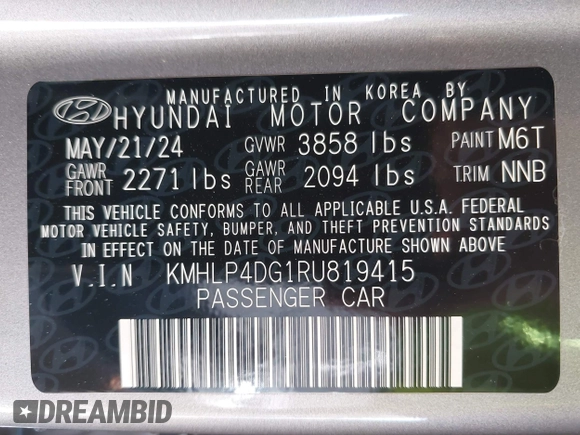 MANUFACTURED IN KOREA BY
HYUNDAI MOTOR COMPANY
MAY/21/24 GVWR 3858 lbs PAINT M6T
GAWR FRONT 2271 lbs GAWR REAR 2094 lbs TRIM NNB
THIS VEHICLE CONFORMS TO ALL APPLICABLE U.S.A. FEDERAL
MOTOR VEHICLE SAFETY, BUMPER, AND THEFT PREVENTION STANDARDS
IN EFFECT ON THE DATE OF MANUFACTURE SHOWN ABOVE
V.I.N KMHLP4DG1RU819415
PASSENGER CAR
DREAMBID